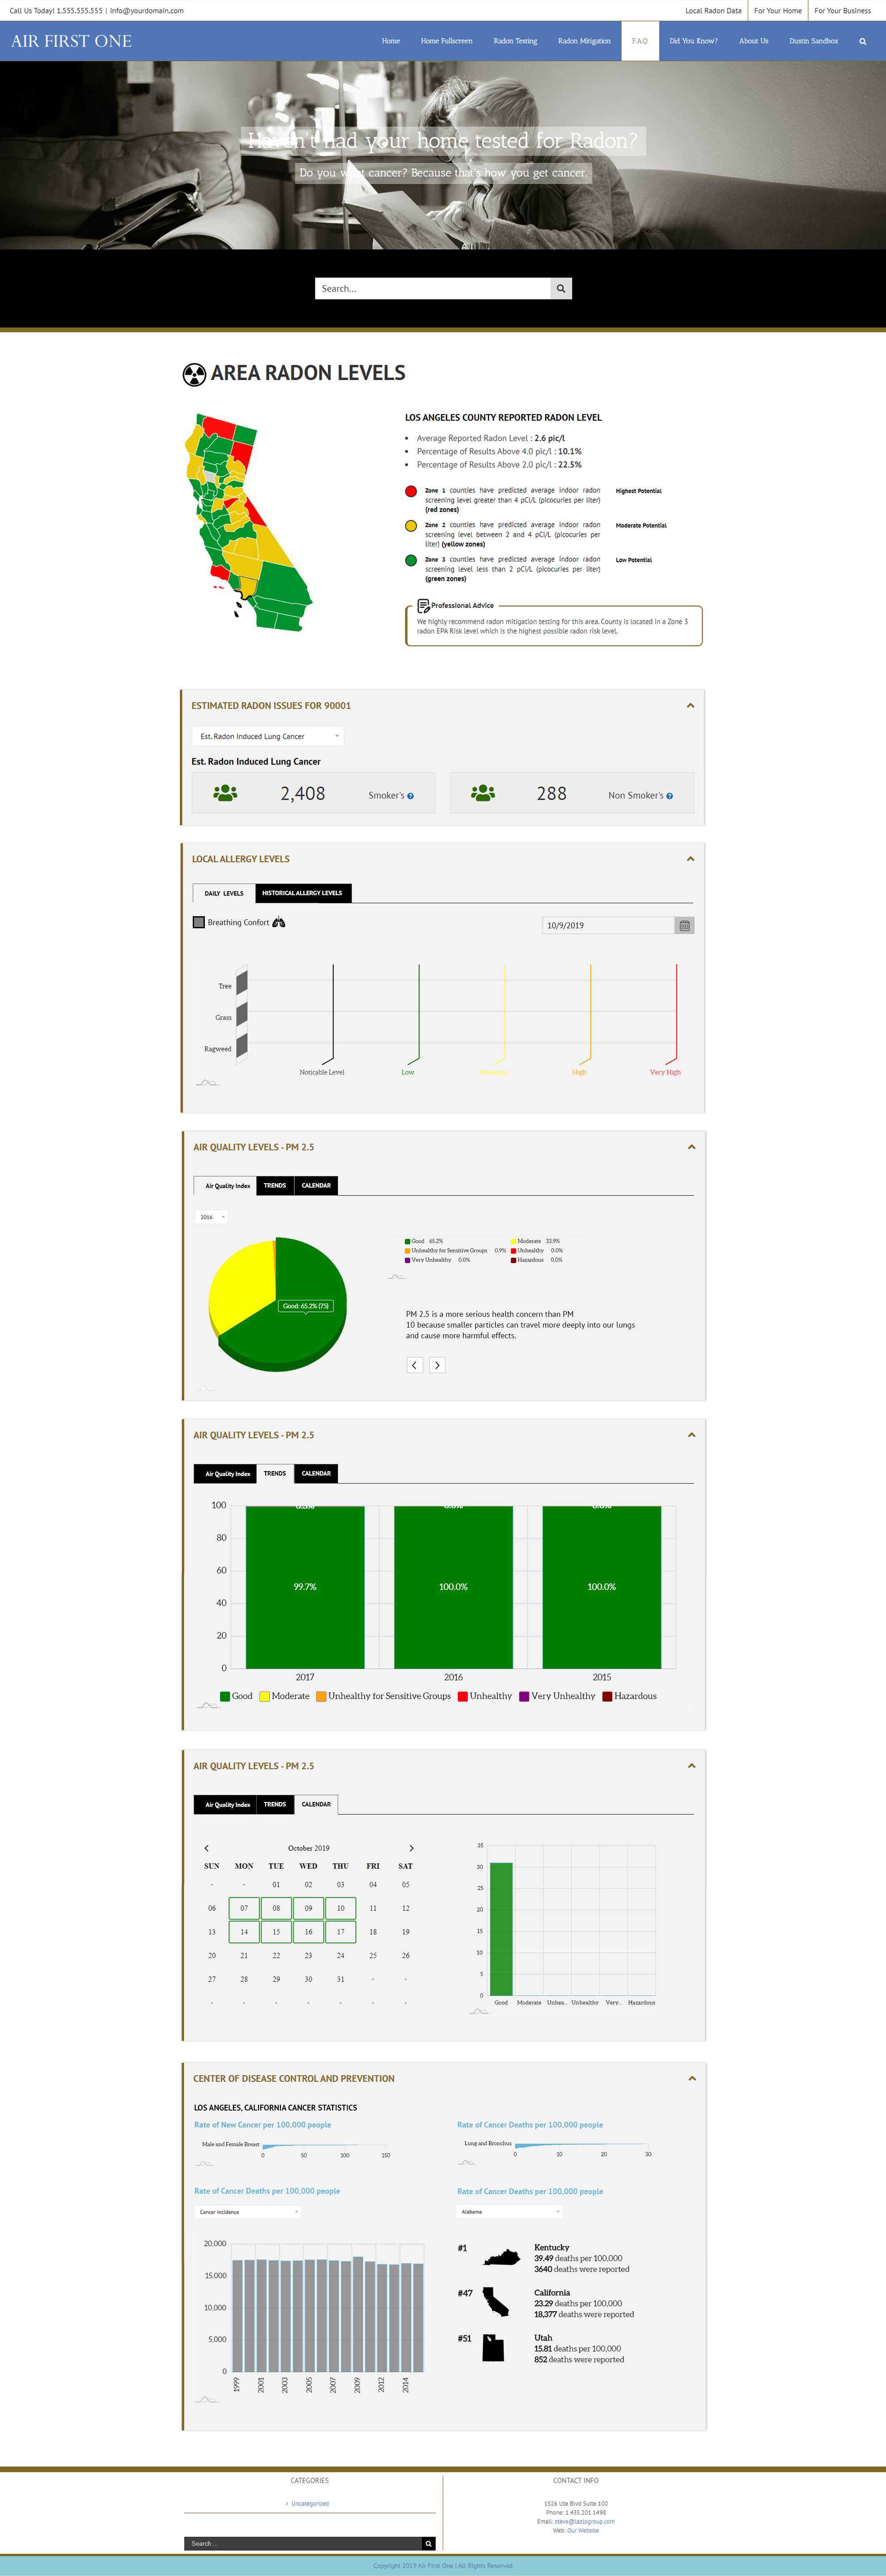 Call Us Today! 1.555.555.555 | Info@yourdomain.com
Local Radon Data
For Your Home
For Your Business
AIR FIRST ONE
Home
Home Fullscreen
Radon Testing
Radon Mitigation
FAQ
Did You Know?
About Us
Dustin Sandbox
Haven't had your home tested for Radon?
Do you want cancer? Because that's how you get cancer.
Search...
AREA RADON LEVELS
LOS ANGELES COUNTY REPORTED RADON LEVEL
• Average Reported Radon Level : 2.6 pic/l
• Percentage of Results Above 4.0 pic/l : 10.1%
• Percentage of Results Above 2.0 pic/l : 22.5%
Zone 1 counties have predicted average indoor radon
screening level greater than 4 pCi/L (picocuries per liter)
(red zones)
Highest Potential
Zone 2 counties have predicted average indoor radon
screening level between 2 and 4 pCi/L (picocuries per
liter) (yellow zones)
Moderate Potential
Zone 3 counties have predicted average indoor radon
screening level less than 2 pCi/L (picocuries per liter)
(green zones)
Low Potential
Professional Advice
We highly recommend radon mitigation testing for this area. County is located in a Zone 3
radon EPA Risk level which is the highest possible radon risk level.
ESTIMATED RADON ISSUES FOR 90001
Est. Radon Induced Lung Cancer
Est. Radon Induced Lung Cancer
2,408
Smoker's
288
Non Smoker's
LOCAL ALLERGY LEVELS
DAILY LEVELS
HISTORICAL ALLERGY LEVELS
Breathing Confort
10/9/2019
Tree
Grass
Ragweed
Noticable Level
Low
Moderate
High
Very High
AIR QUALITY LEVELS - PM 2.5
Air Quality Index
TRENDS
CALENDAR
2016
Good: 65.2% (75)
Good 65.2%
Moderate 33.9%
Unhealthy for Sensitive Groups 0.9%
Unhealthy 0.0%
Very Unhealthy 0.0%
Hazardous 0.0%
PM 2.5 is a more serious health concern than PM
10 because smaller particles can travel more deeply into our lungs
and cause more harmful effects.
AIR QUALITY LEVELS - PM 2.5
Air Quality Index
TRENDS
CALENDAR
100
80
60
40
20
0
99.7%
100.0%
100.0%
2017
2016
2015
Good
Moderate
Unhealthy for Sensitive Groups
Unhealthy
Very Unhealthy
Hazardous
AIR QUALITY LEVELS - PM 2.5
Air Quality Index
TRENDS
CALENDAR
October 2019
SUN MON TUE WED THU FRI SAT
01 02 03 04 05
06 07 08 09 10 11 12
13 14 15 16 17 18 19
20 21 22 23 24 25 26
27 28 29 30 31
35
30
25
20
15
10
5
0
Good
Moderate
Unhea...
Unhealthy
Very...
Hazardous
CENTER OF DISEASE CONTROL AND PREVENTION
LOS ANGELES, CALIFORNIA CANCER STATISTICS
Rate of New Cancer per 100,000 people
Male and Female Breast
0 50 100 150
Rate of Cancer Deaths per 100,000 people
Lung and Bronchus
0 10 20 30
Rate of Cancer Deaths per 100,000 people
Cancer Incidence
20,000
15,000
10,000
5,000
0
1999 2001 2003 2005 2007 2009 2012 2014
Rate of Cancer Deaths per 100,000 people
Alabama
#1
Kentucky
39.49 deaths per 100,000
3640 deaths were reported
#47
California
23.29 deaths per 100,000
18,377 deaths were reported
#51
Utah
15.81 deaths per 100,000
852 deaths were reported
CATEGORIES
> Uncategorized
Search ...
CONTACT INFO
1526 Ute Blvd Suite 100
Phone: 1.435.201.1498
Email: steve@laziogroup.com
Web: Our Website
Copyright 2019 Air First One | All Rights Reserved